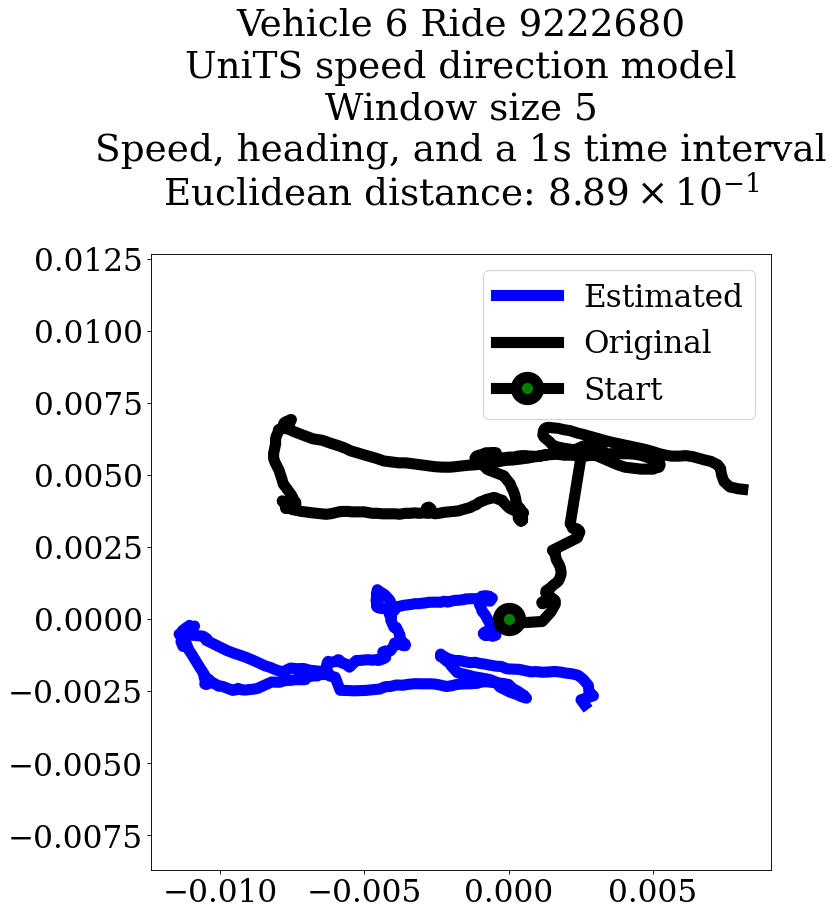 Vehicle 6 Ride 9222680
UniTS speed direction model
Window size 5
Speed, heading, and a 1s time interval
Euclidean distance: 8.89 × 10⁻¹
Estimated
Original
Start
0.0125
0.0100
0.0075
0.0050
0.0025
0.0000
−0.0025
−0.0050
−0.0075
−0.010 −0.005 0.000 0.005